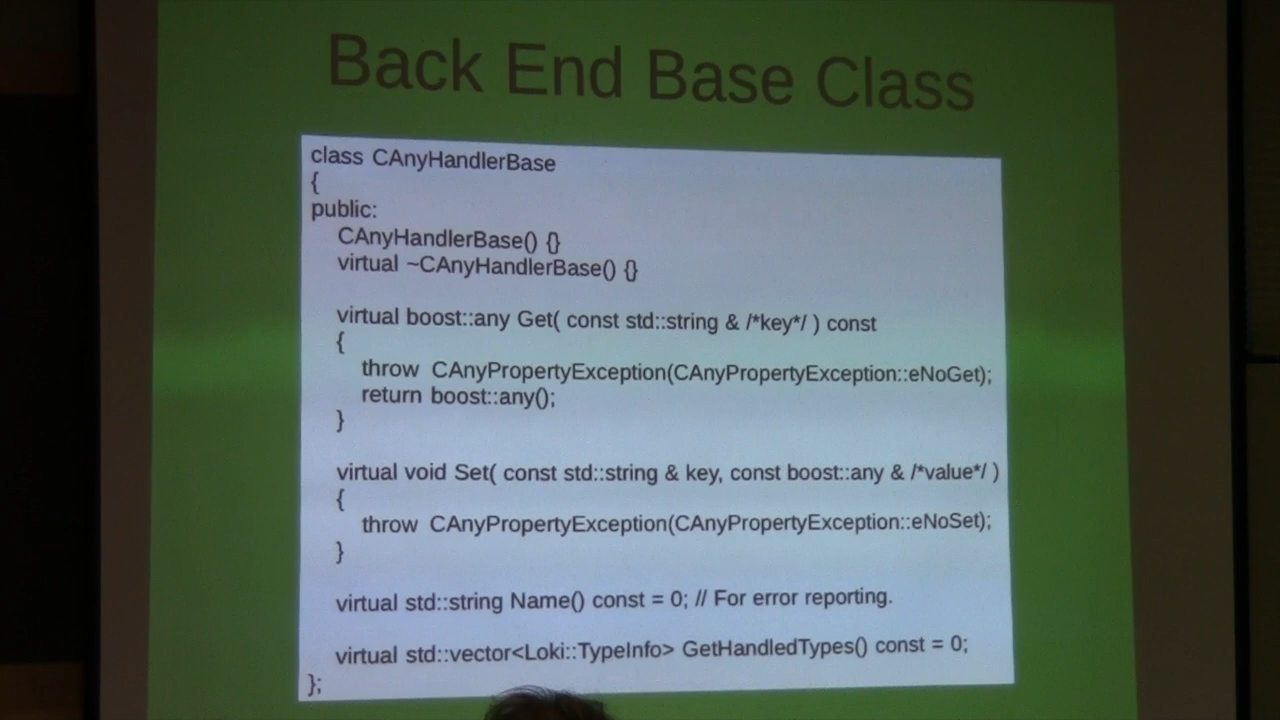 Back End Base Class
class CAnyHandlerBase
{
public:
CAnyHandlerBase() {}
virtual ~CAnyHandlerBase() {}
virtual boost::any Get( const std::string & /*key*/ ) const
{
throw CAnyPropertyException(CAnyPropertyException::eNoGet);
return boost::any();
}
virtual void Set( const std::string & key, const boost::any & /*value*/ )
{
throw CAnyPropertyException(CAnyPropertyException::eNoSet);
}
virtual std::string Name() const = 0; // For error reporting.
virtual std::vector<Loki::TypeInfo> GetHandledTypes() const = 0;
};